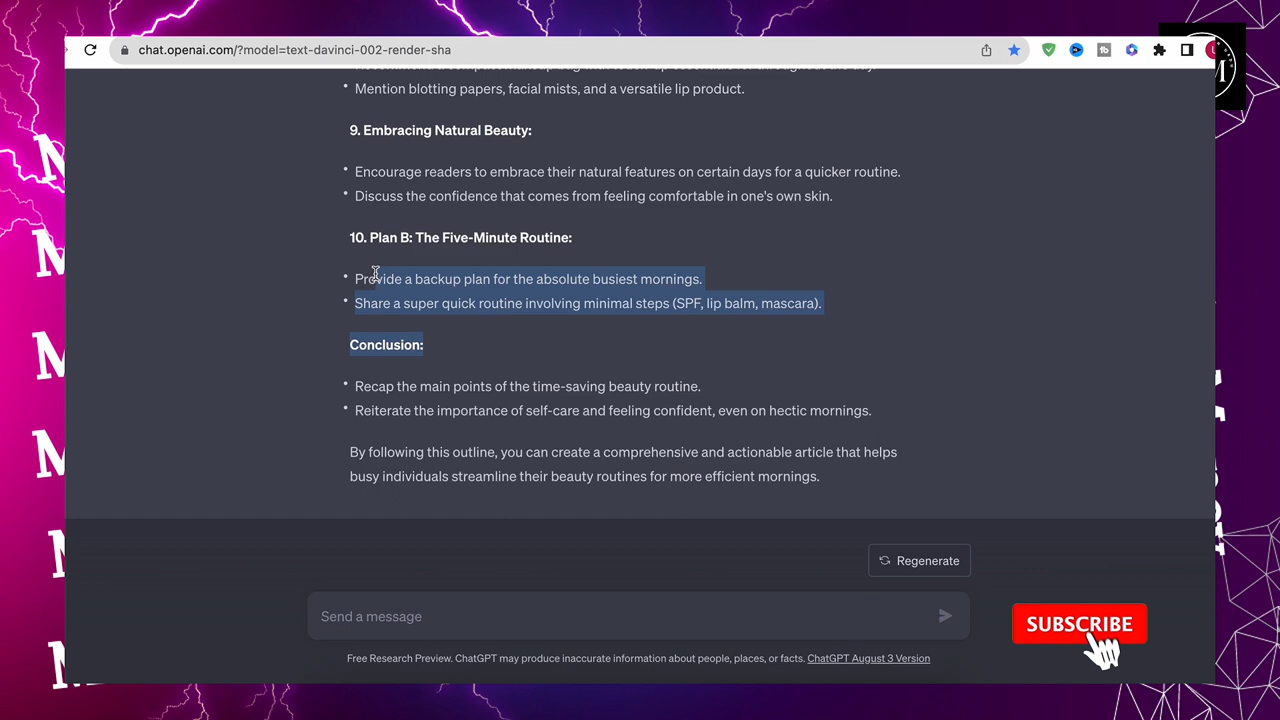 chat.openai.com/?model=text-davinci-002-render-sha
Mention blotting papers, facial mists, and a versatile lip product.
9. Embracing Natural Beauty:
Encourage readers to embrace their natural features on certain days for a quicker routine.
Discuss the confidence that comes from feeling comfortable in one's own skin.
10. Plan B: The Five-Minute Routine:
Provide a backup plan for the absolute busiest mornings.
Share a super quick routine involving minimal steps (SPF, lip balm, mascara).
Conclusion:
Recap the main points of the time-saving beauty routine.
Reiterate the importance of self-care and feeling confident, even on hectic mornings.
By following this outline, you can create a comprehensive and actionable article that helps
busy individuals streamline their beauty routines for more efficient mornings.
Regenerate
Send a message
SUBSCRIBE
Free Research Preview. ChatGPT may produce inaccurate information about people, places, or facts. ChatGPT August 3 Version